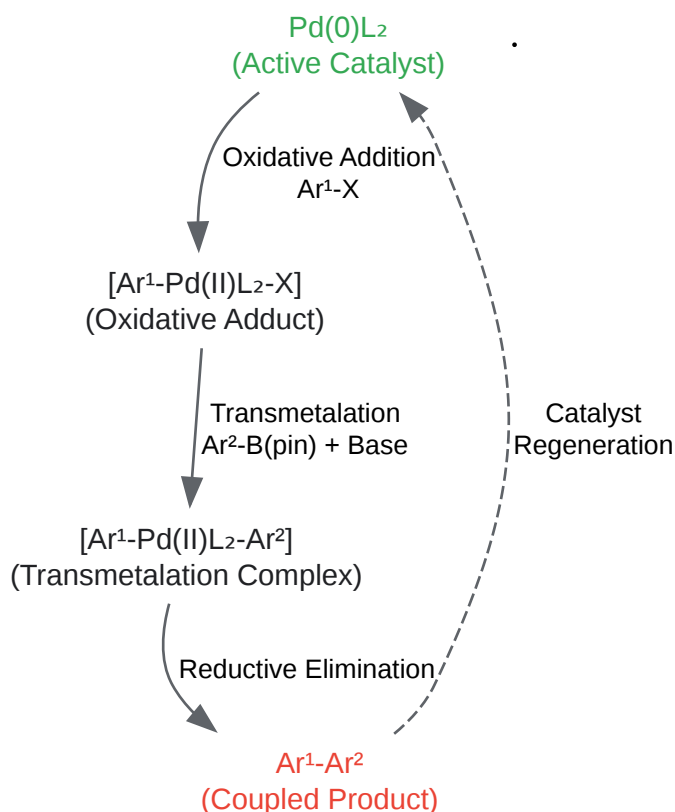 Pd(0)L₂
(Active Catalyst)
.
Oxidative Addition
Ar¹-X
[Ar¹-Pd(II)L₂-X]
(Oxidative Adduct)
Transmetalation
Ar²-B(pin) + Base
Catalyst
Regeneration
[Ar¹-Pd(II)L₂-Ar²]
(Transmetalation Complex)
Reductive Elimination
Ar¹-Ar²
(Coupled Product)